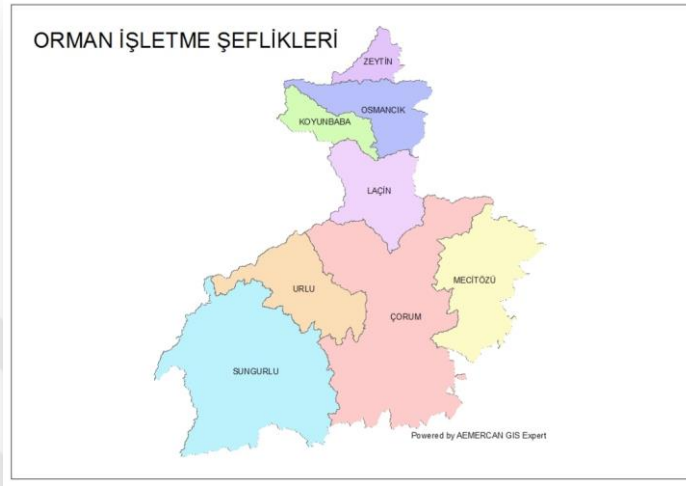 ORMAN İŞLETME ŞEFLİKLERİ
ZEYTİN
OSMANCIK
KOYUNBABA
LAÇİN
MECİTÖZÜ
URLU
ÇORUM
SUNGURLU
Powered by AEMERCAN GIS Expert